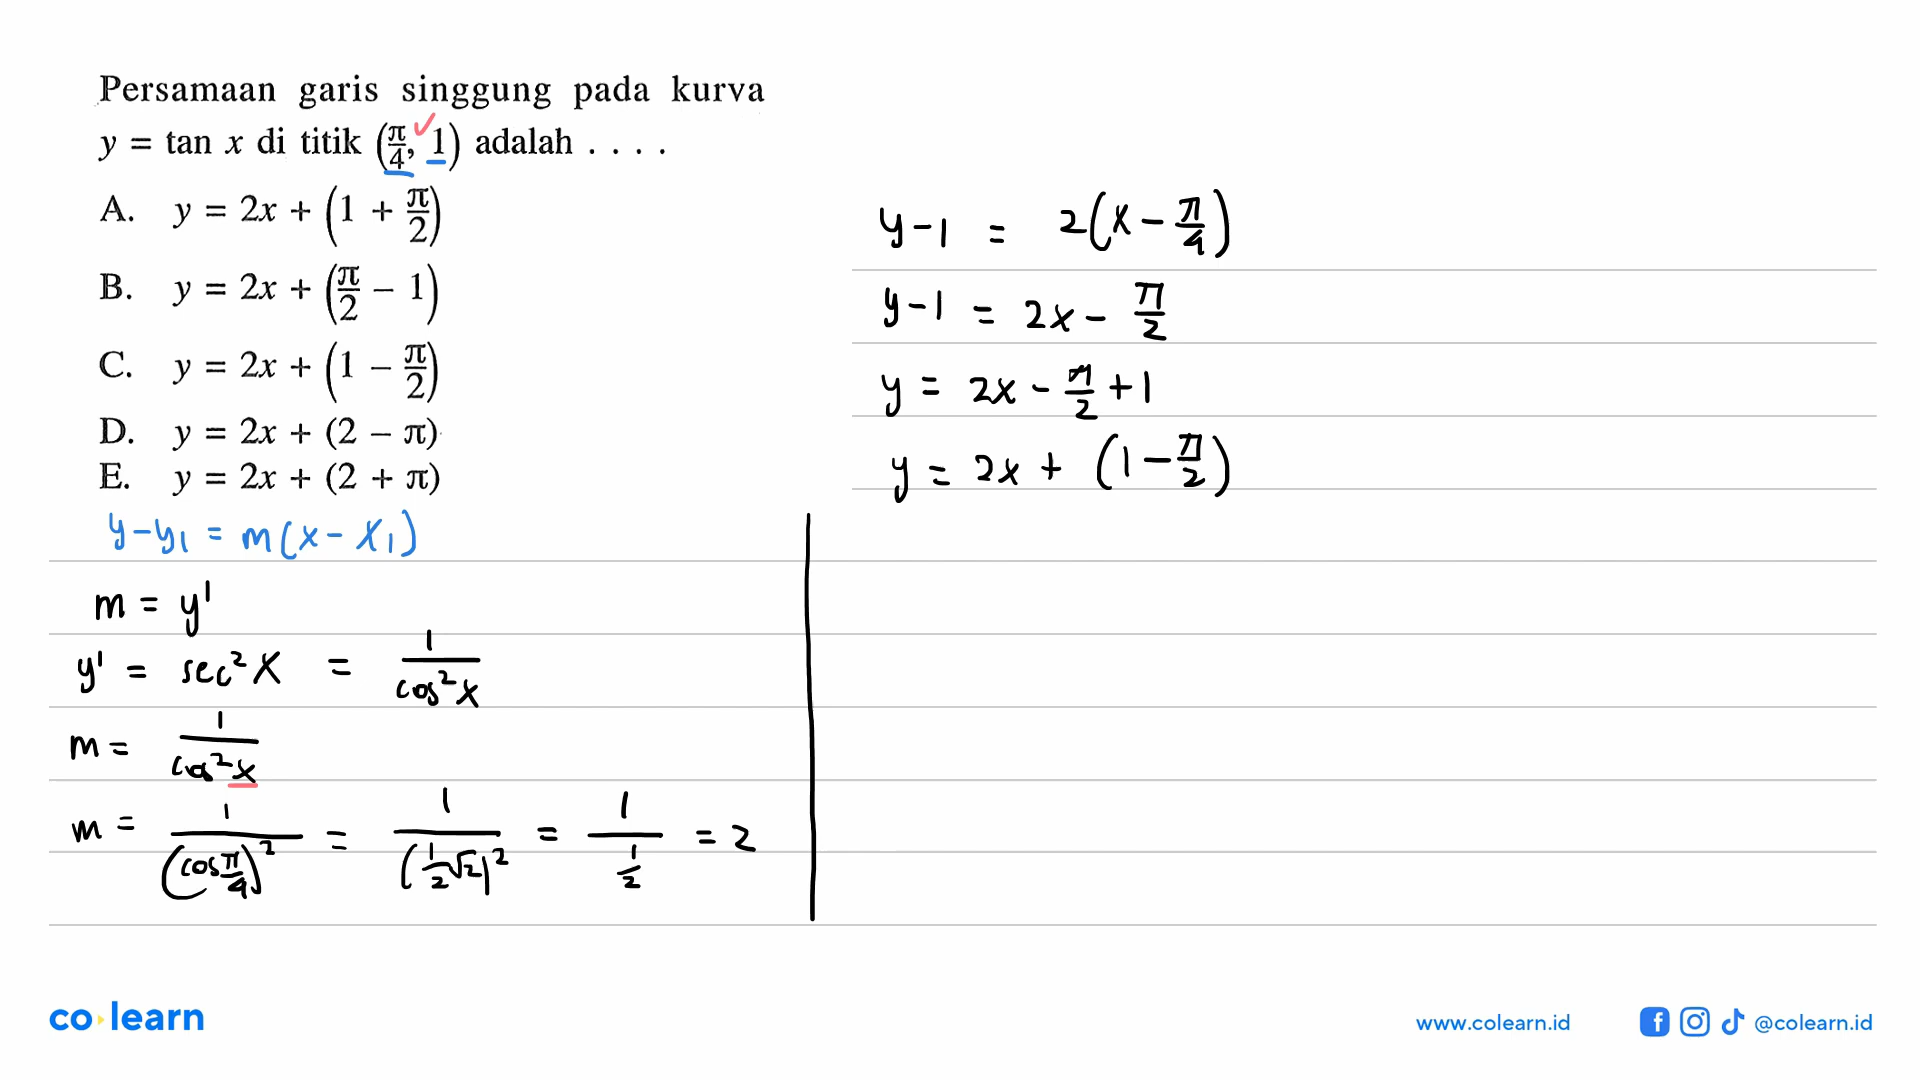 Persamaan garis singgung pada kurva
y = tan x di titik (π/4, 1) adalah . . . .
A. y = 2x + (1 + π/2)
B. y = 2x + (π/2 − 1)
C. y = 2x + (1 − π/2)
D. y = 2x + (2 − π)
E. y = 2x + (2 + π)
y − y₁ = m(x − x₁)
m = y'
y' = sec² x = 1/cos² x
m = 1/cos² x
m = 1/(cos π/4)² = 1/(1/2 √2)² = 1/(1/2) = 2
y − 1 = 2(x − π/4)
y − 1 = 2x − π/2
y = 2x − π/2 + 1
y = 2x + (1 − π/2)
co learn
www.colearn.id
@colearn.id